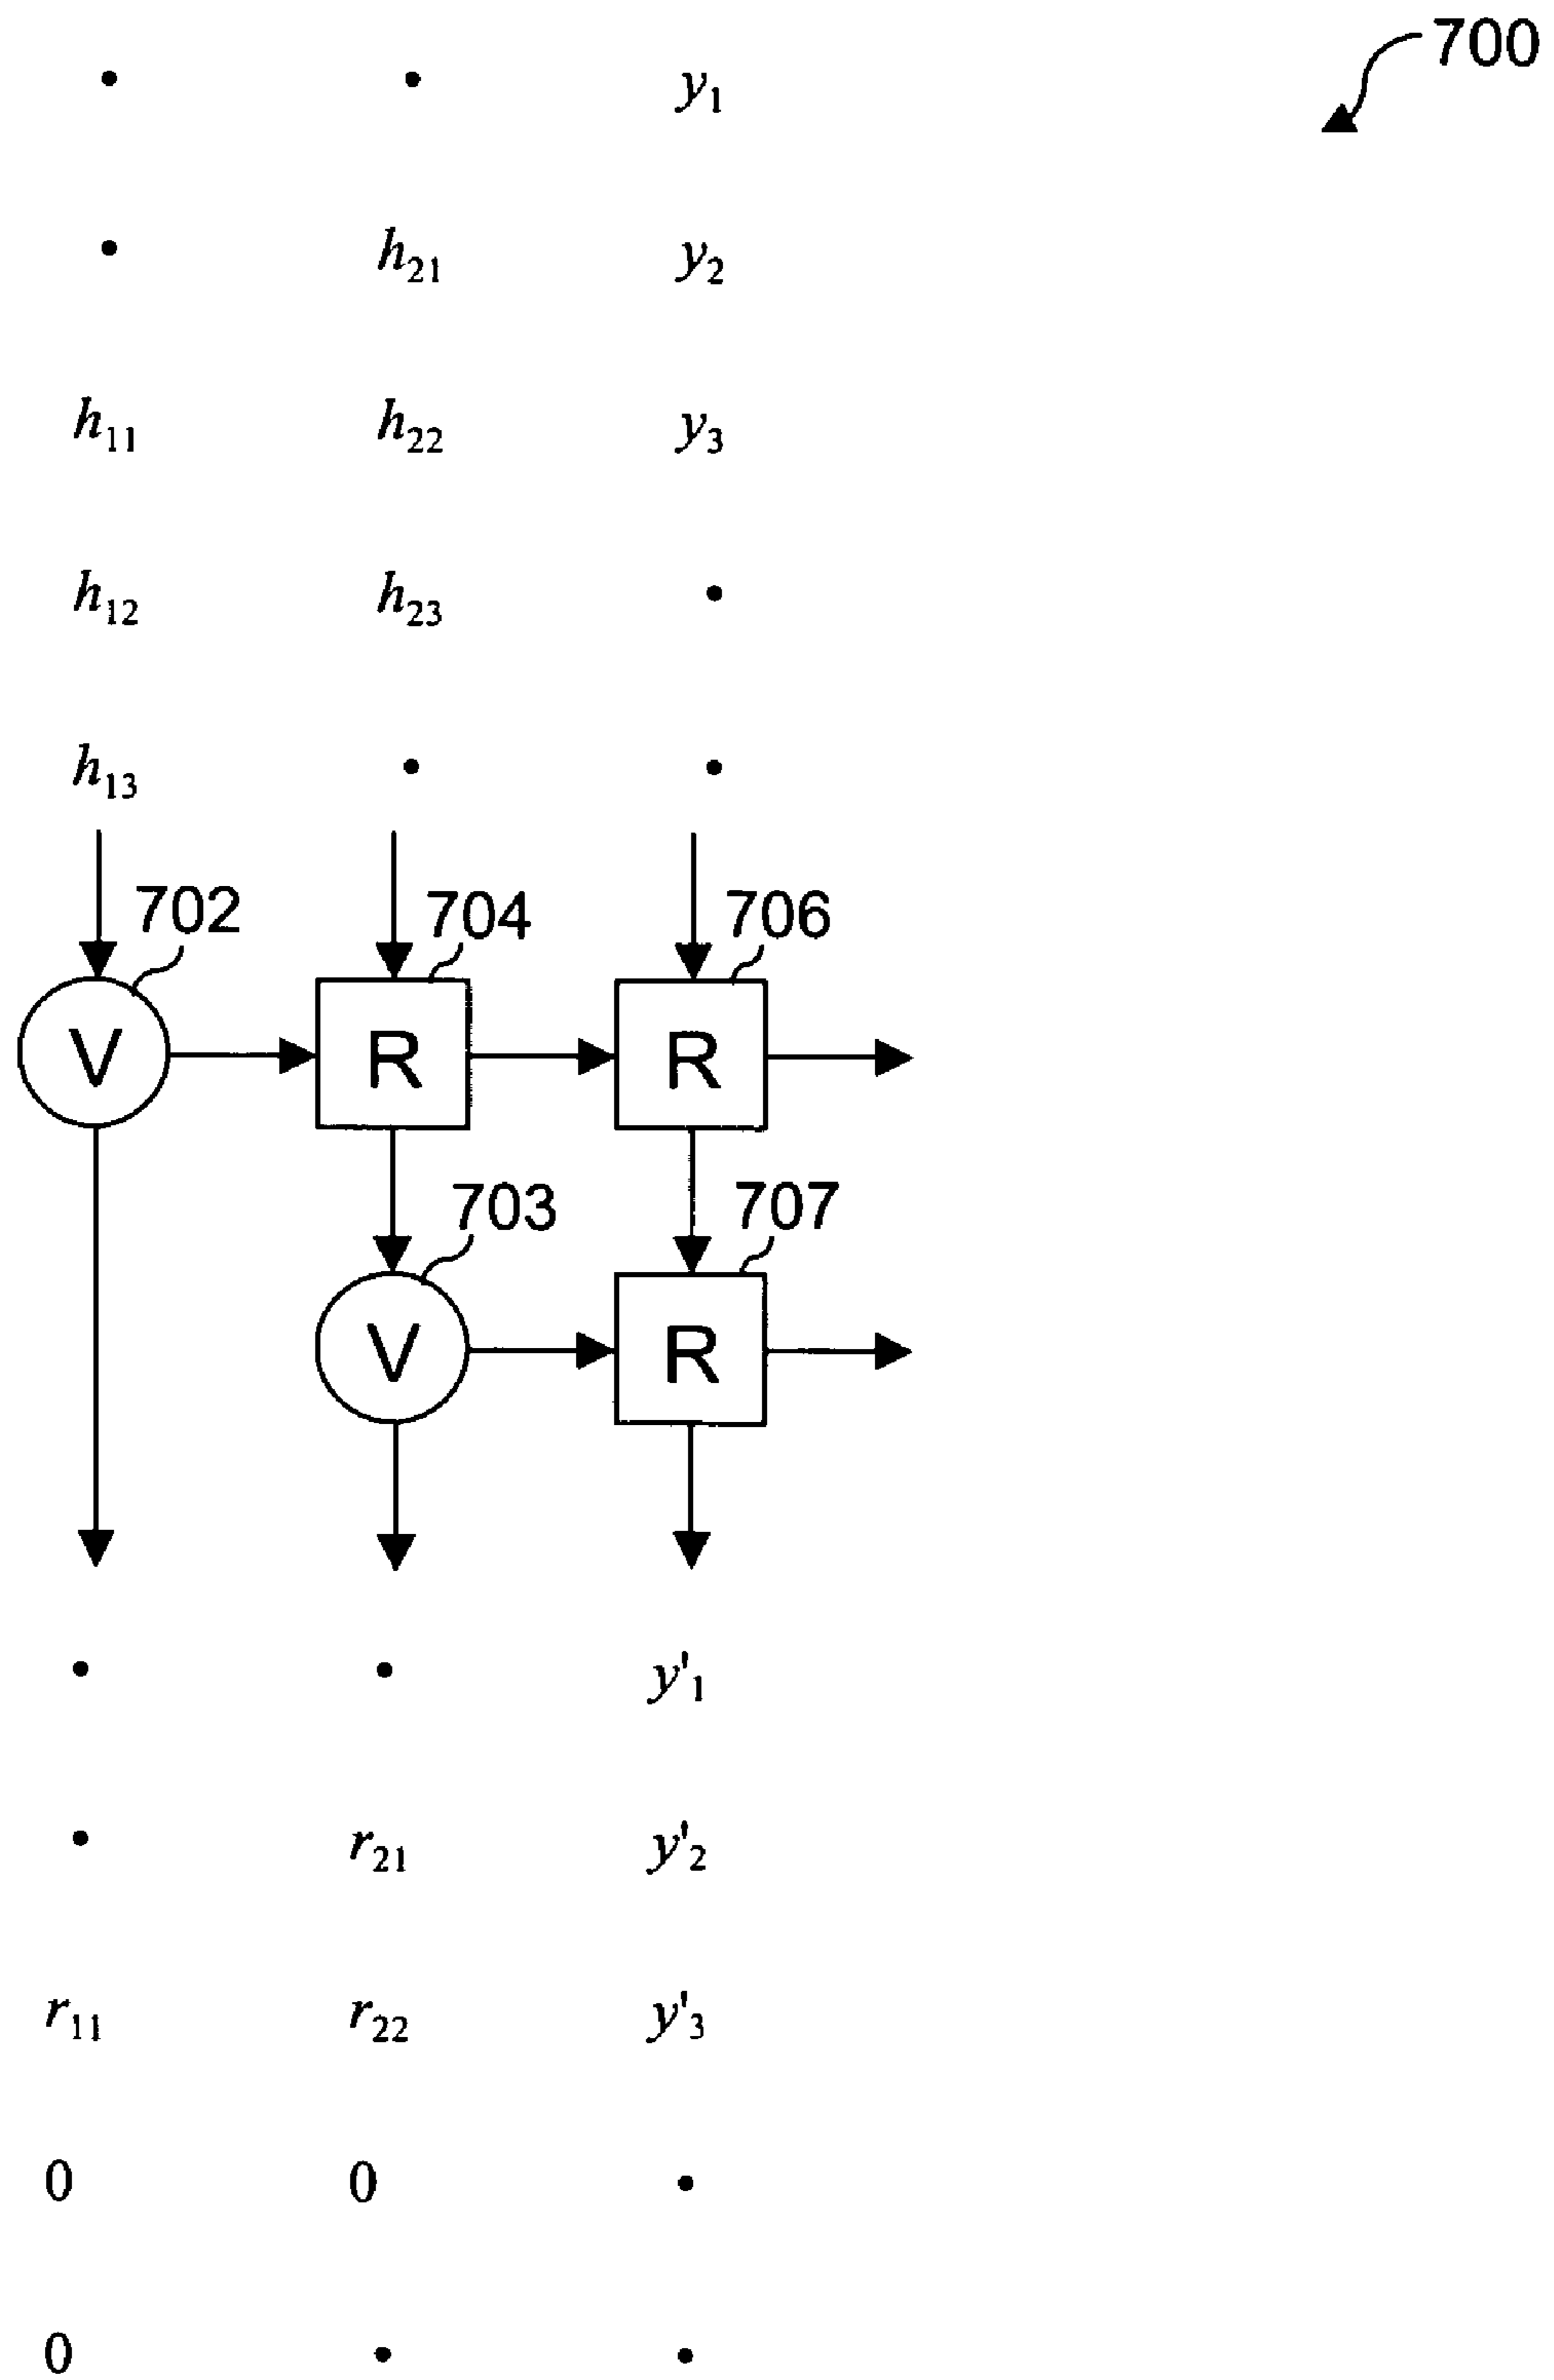 700
• • y₁
• h₂₁ y₂
h₁₁ h₂₂ y₃
h₁₂ h₂₃ •
h₁₃ • •
702 704 706
V R R
703 707
V R
• • y'₁
• r₂₁ y'₂
r₁₁ r₂₂ y'₃
0 0 •
0 • •